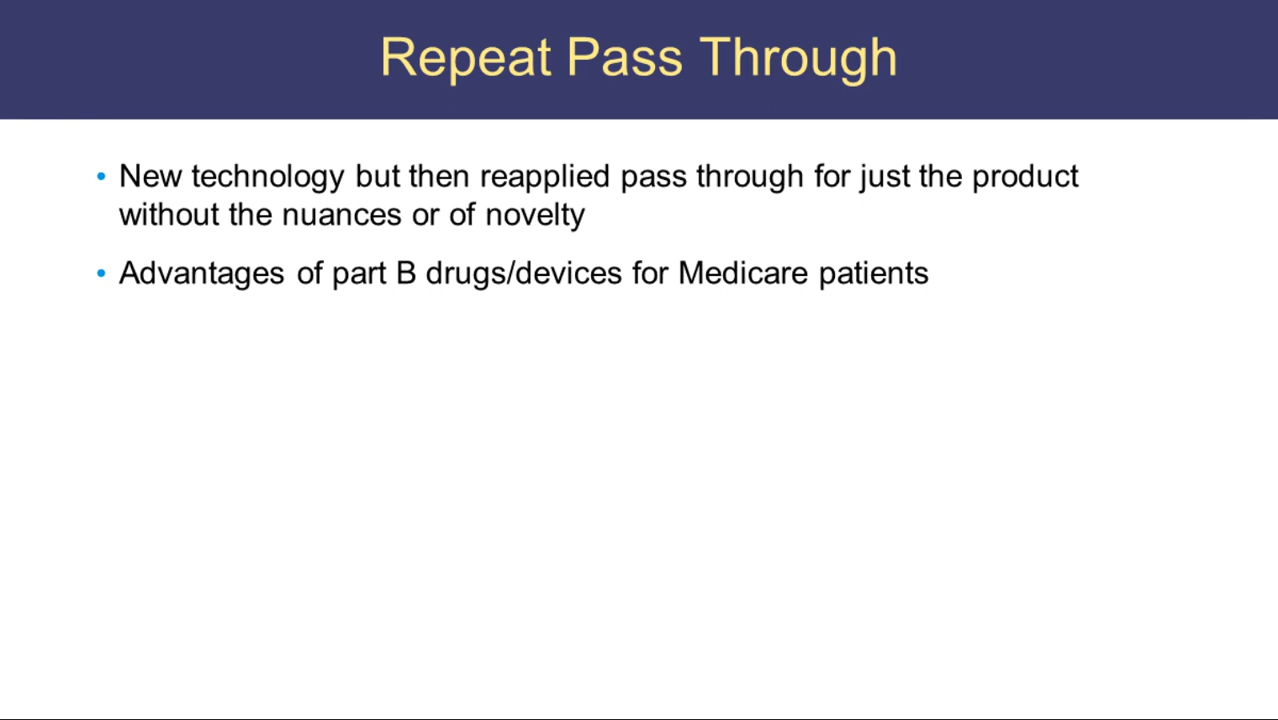 Repeat Pass Through
• New technology but then reapplied pass through for just the product
without the nuances or of novelty
• Advantages of part B drugs/devices for Medicare patients